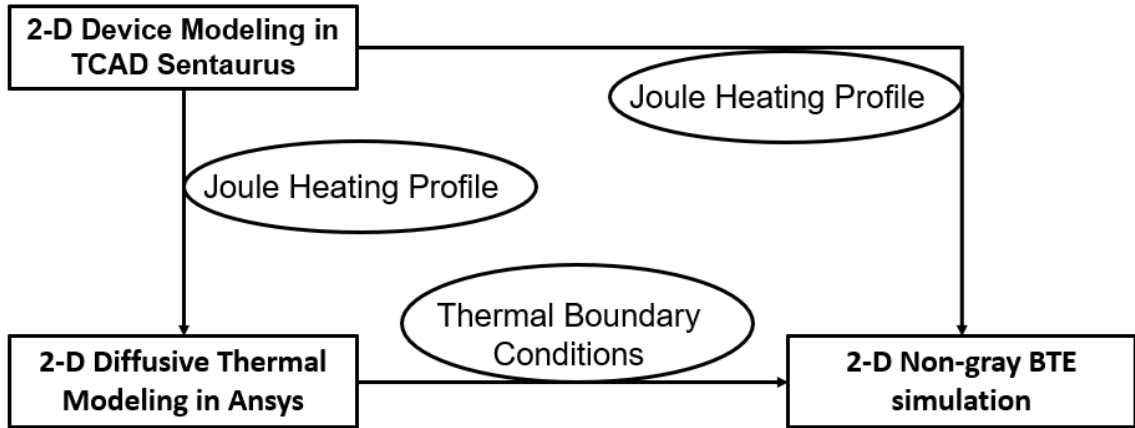 2-D Device Modeling in
TCAD Sentaurus
Joule Heating Profile
Joule Heating Profile
Thermal Boundary
Conditions
2-D Diffusive Thermal
Modeling in Ansys
2-D Non-gray BTE
simulation